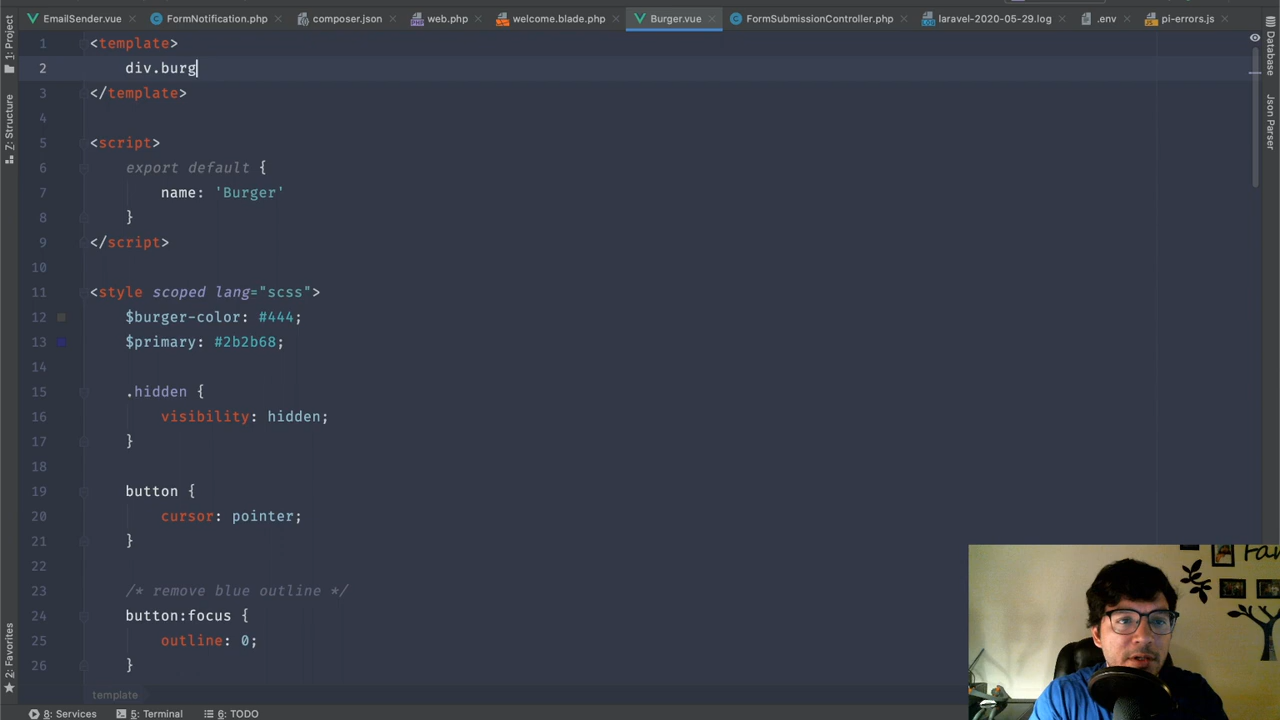 EmailSender.vue
FormNotification.php
composer.json
web.php
welcome.blade.php
Burger.vue
FormSubmissionController.php
laravel-2020-05-29.log
.env
pi-errors.js
1: Project
Z: Structure
2: Favorites
Database
Json Parser
1 <template>
2 div.burg
3 </template>
4
5 <script>
6 export default {
7 name: 'Burger'
8 }
9 </script>
10
11 <style scoped lang="scss">
12 $burger-color: #444;
13 $primary: #2b2b68;
14
15 .hidden {
16 visibility: hidden;
17 }
18
19 button {
20 cursor: pointer;
21 }
22
23 /* remove blue outline */
24 button:focus {
25 outline: 0;
26 }
template
8: Services
5: Terminal
6: TODO